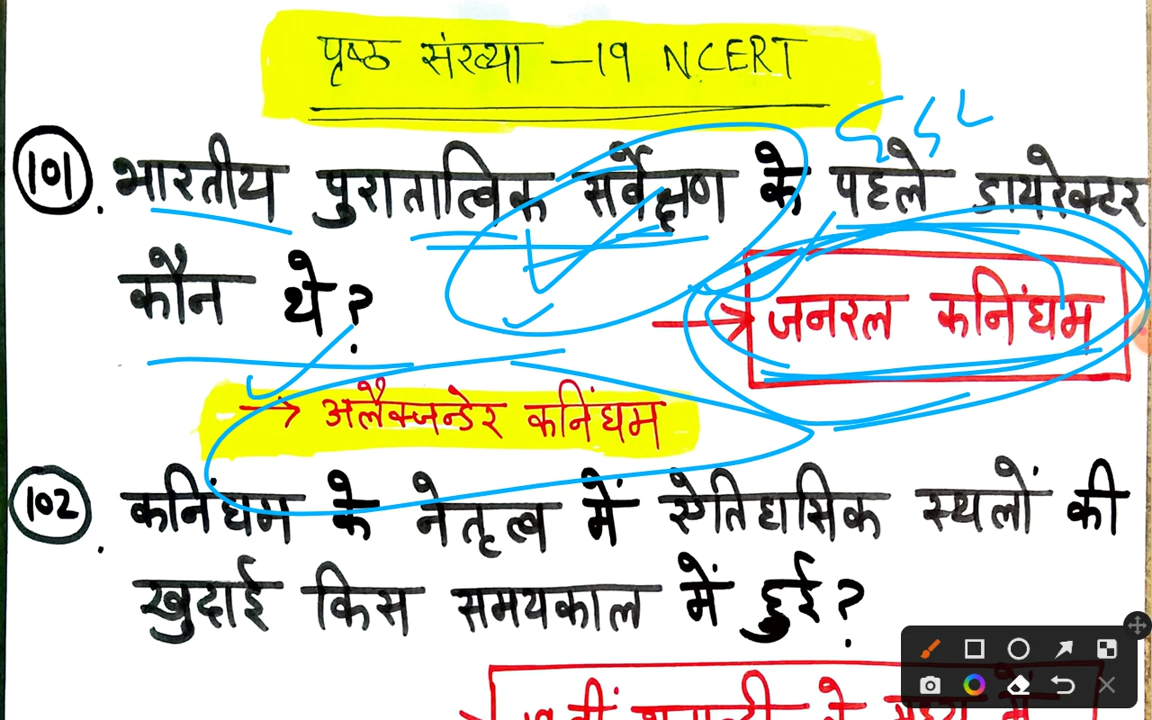 पृष्ठ संख्या –19 NCERT
SSC
101. भारतीय पुरातात्विक सर्वेक्षण के पहले डायरेक्टर
कौन थे?
→ जनरल कनिंघम
→ अलैक्जन्डेर कनिंघम
102. कनिंघम के नेतृत्व में ऐतिहासिक स्थलों की
खुदाई किस समयकाल में हुई?